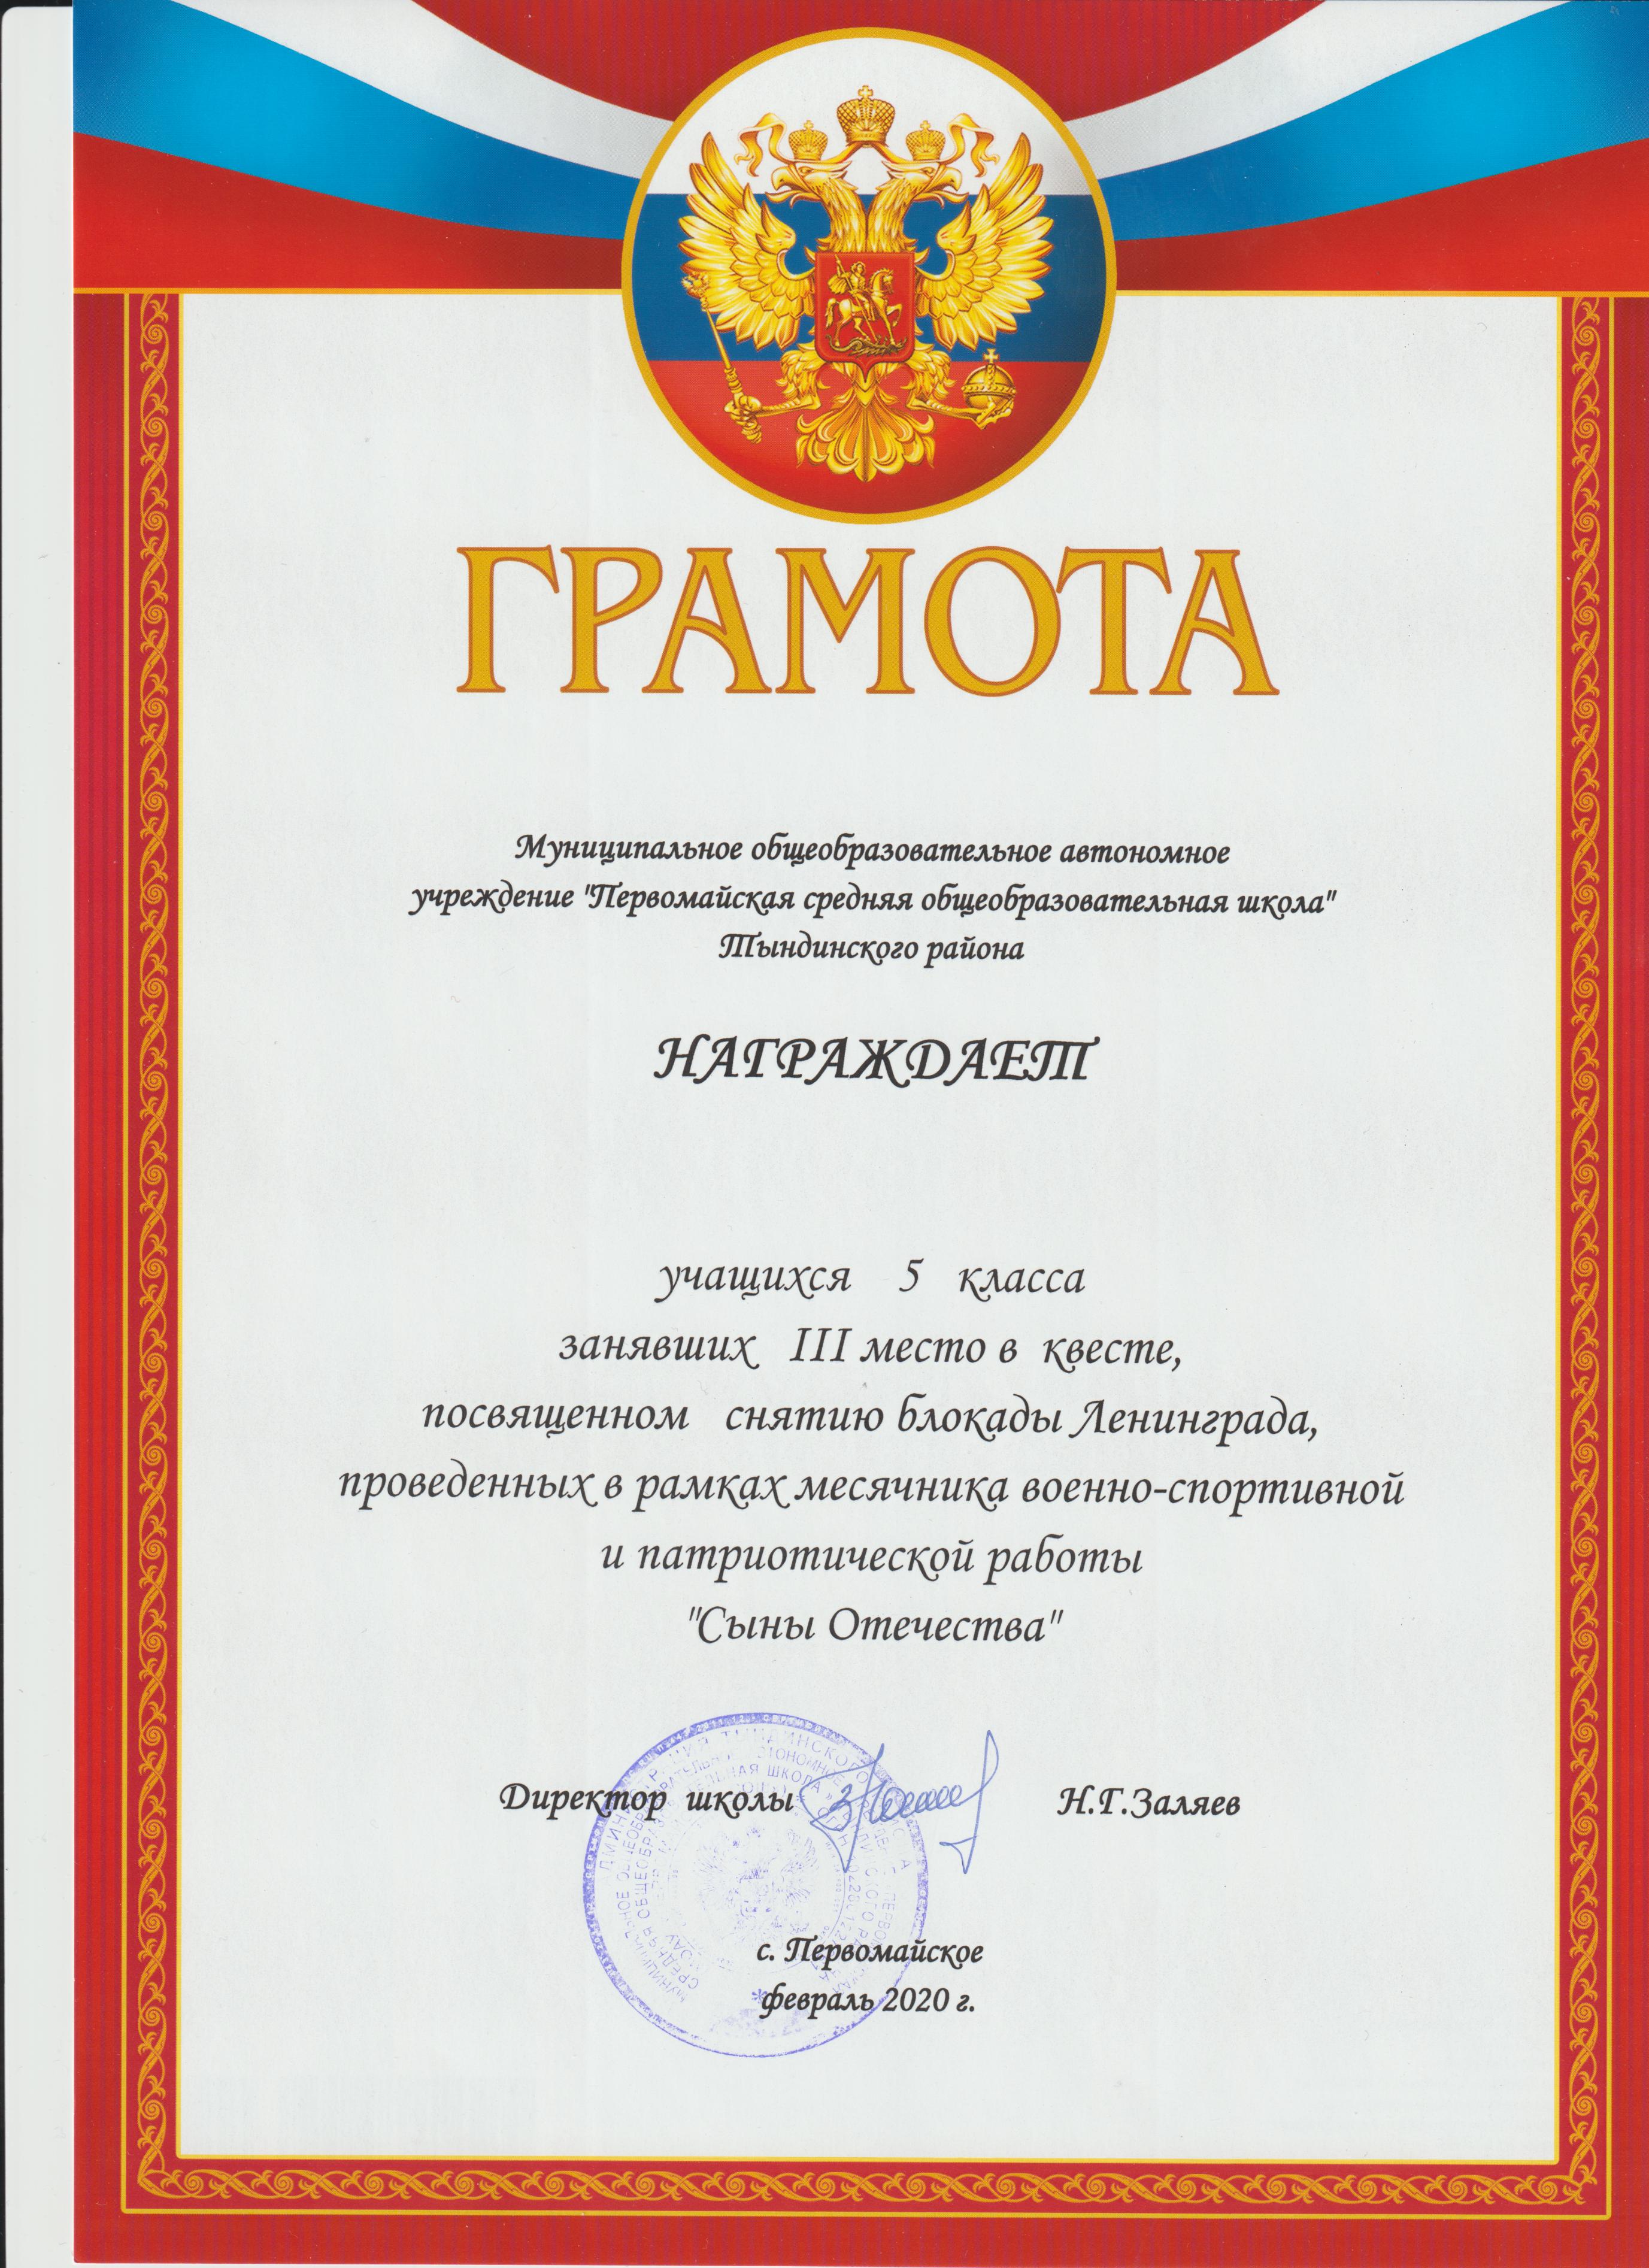 ГРАМОТА
Муниципальное общеобразовательное автономное
учреждение "Первомайская средняя общеобразовательная школа"
Тындинского района
НАГРАЖДАЕТ
учащихся 5 класса
занявших III место в квесте,
посвященном снятию блокады Ленинграда,
проведенных в рамках месячника военно-спортивной
и патриотической работы
"Сыны Отечества"
Директор школы Н.Г.Заляев
с. Первомайское
февраль 2020 г.